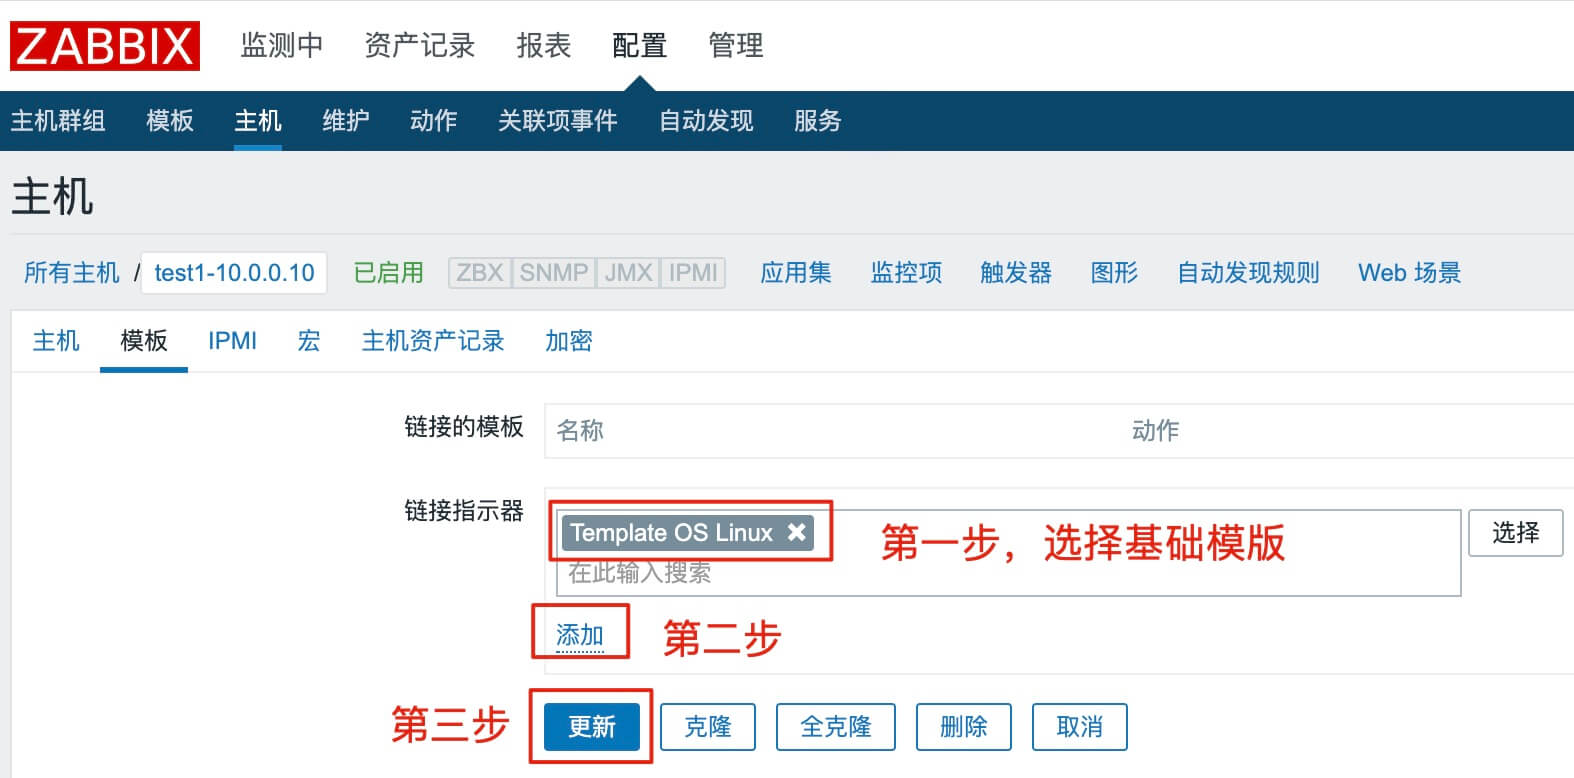 ZABBIX 监测中 资产记录 报表 配置 管理
主机群组 模板 主机 维护 动作 关联项事件 自动发现 服务
主机
所有主机 / test1-10.0.0.10 已启用 ZBX SNMP JMX IPMI 应用集 监控项 触发器 图形 自动发现规则 Web 场景
主机 模板 IPMI 宏 主机资产记录 加密
链接的模板 名称 动作
链接指示器 Template OS Linux ✖ 第一步，选择基础模版 选择
在此输入搜索
添加 第二步
第三步 更新 克隆 全克隆 删除 取消